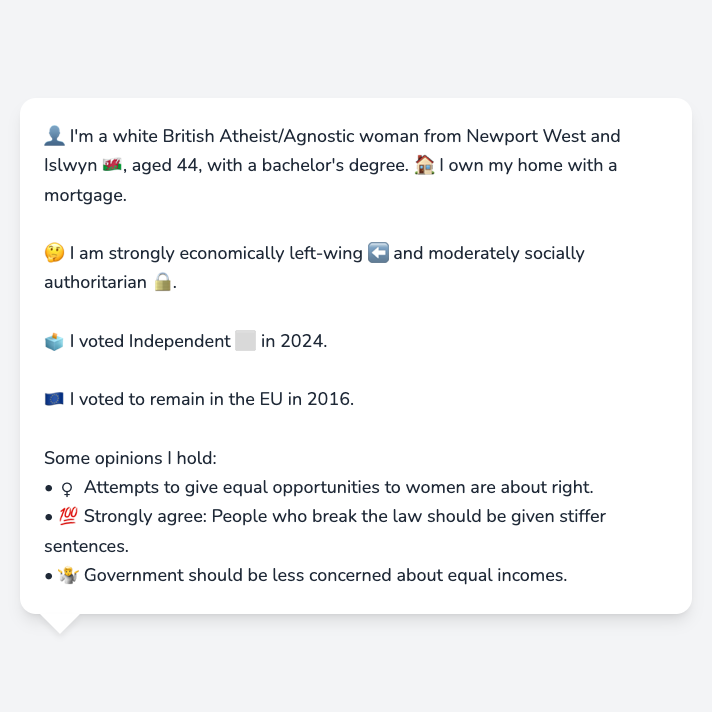 👤 I'm a white British Atheist/Agnostic woman from Newport West and
Islwyn 🏴󠁧󠁢󠁷󠁬󠁳󠁿, aged 44, with a bachelor's degree. 🏠 I own my home with a
mortgage.
🤔 I am strongly economically left-wing ⬅️ and moderately socially
authoritarian 🔒.
🗳️ I voted Independent ⬜ in 2024.
🇪🇺 I voted to remain in the EU in 2016.
Some opinions I hold:
• ♀ Attempts to give equal opportunities to women are about right.
• 💯 Strongly agree: People who break the law should be given stiffer
sentences.
• 🤷 Government should be less concerned about equal incomes.